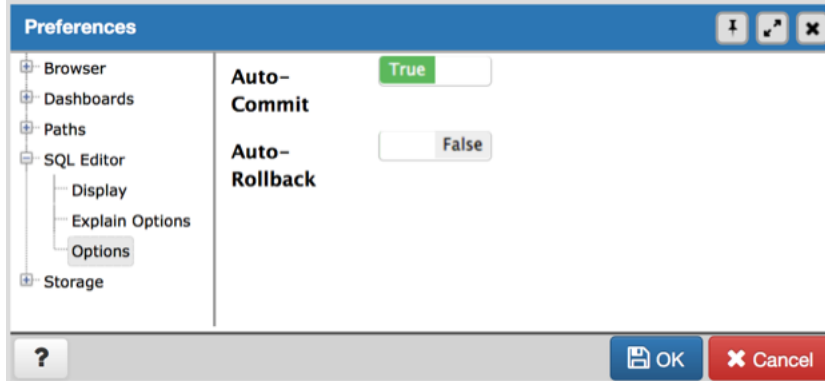 Preferences
Browser
Dashboards
Paths
SQL Editor
Display
Explain Options
Options
Storage
Auto-
Commit
True
Auto-
Rollback
False
?
OK
Cancel